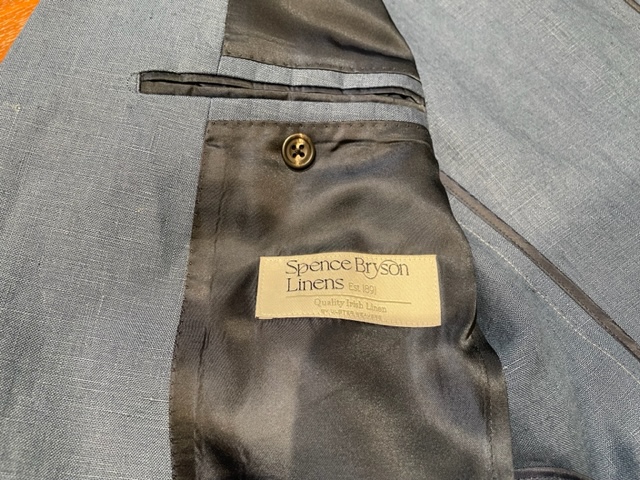 Spence Bryson
Linens Est 1891
Quality Irish Linen